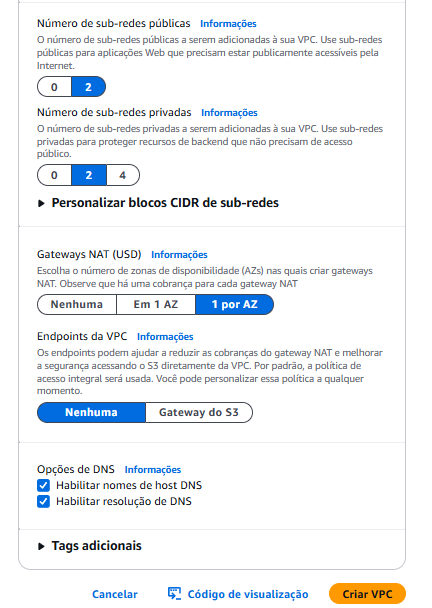 Número de sub-redes públicas Informações
O número de sub-redes públicas a serem adicionadas à sua VPC. Use sub-redes
públicas para aplicações Web que precisam estar publicamente acessíveis pela
Internet.
0 2
Número de sub-redes privadas Informações
O número de sub-redes privadas a serem adicionadas à sua VPC. Use sub-redes
privadas para proteger recursos de backend que não precisam de acesso
público.
0 2 4
Personalizar blocos CIDR de sub-redes
Gateways NAT (USD) Informações
Escolha o número de zonas de disponibilidade (AZs) nas quais criar gateways
NAT. Observe que há uma cobrança para cada gateway NAT
Nenhuma Em 1 AZ 1 por AZ
Endpoints da VPC Informações
Os endpoints podem ajudar a reduzir as cobranças do gateway NAT e melhorar
a segurança acessando o S3 diretamente da VPC. Por padrão, a política de
acesso integral será usada. Você pode personalizar essa política a qualquer
momento.
Nenhuma Gateway do S3
Opções de DNS Informações
Habilitar nomes de host DNS
Habilitar resolução de DNS
Tags adicionais
Cancelar Código de visualização Criar VPC